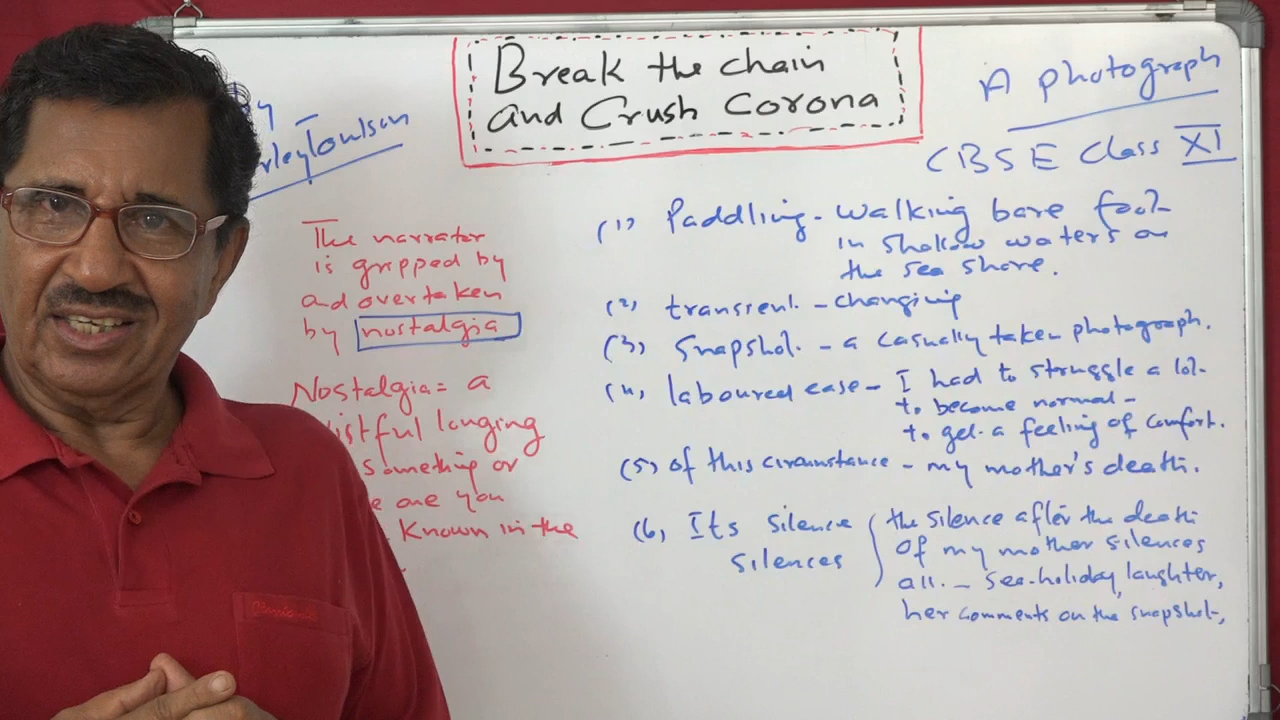 Break the chain
and Crush Corona
By
rleyToulson
A photograph
CBSE Class XI
The narrator
is gripped by
and overtaken
by nostalgia
Nostalgia = a
istful longing
something or
e one you
known in the
(1) Paddling - walking bare foot
in shallow waters on
the sea shore.
(2) transient - changing
(3) Snapshot - a casually taken photograph.
(4) laboured ease - I had to struggle a lot
to become normal -
to get a feeling of comfort.
(5) of this circumstance - my mother's death.
(6) Its silence
silences
the silence after the death
of my mother silences
all - sea-holiday, laughter,
her comments on the snapshot,